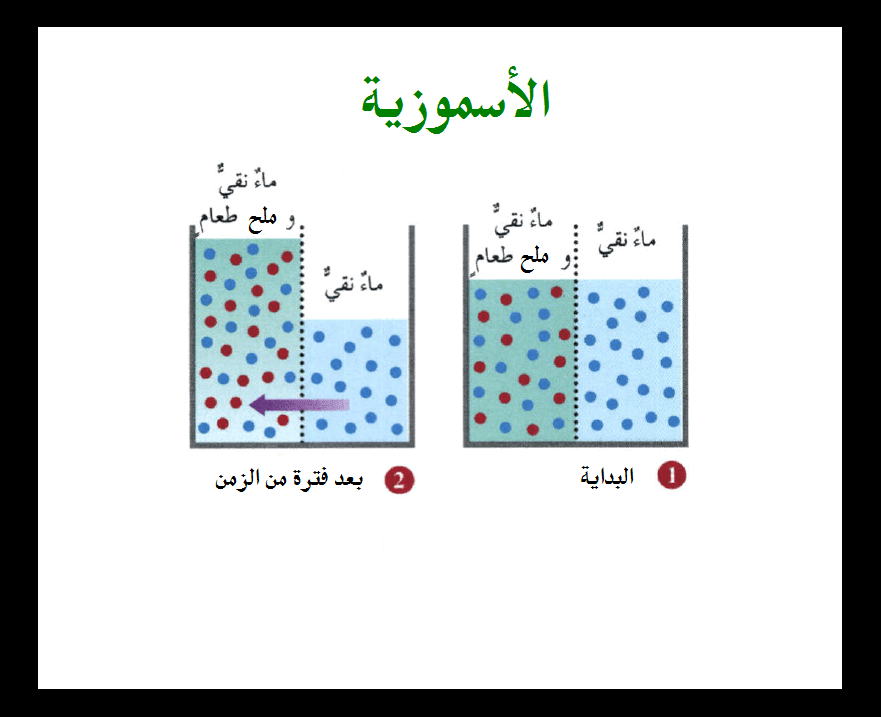 الأسموزية
ماءٌ نقيٌّ
ماءٌ نقيٌّ
و ملح طعامٍ
1 البداية
ماءٌ نقيٌّ
و ملح طعامٍ
ماءٌ نقيٌّ
2 بعد فترة من الزمن